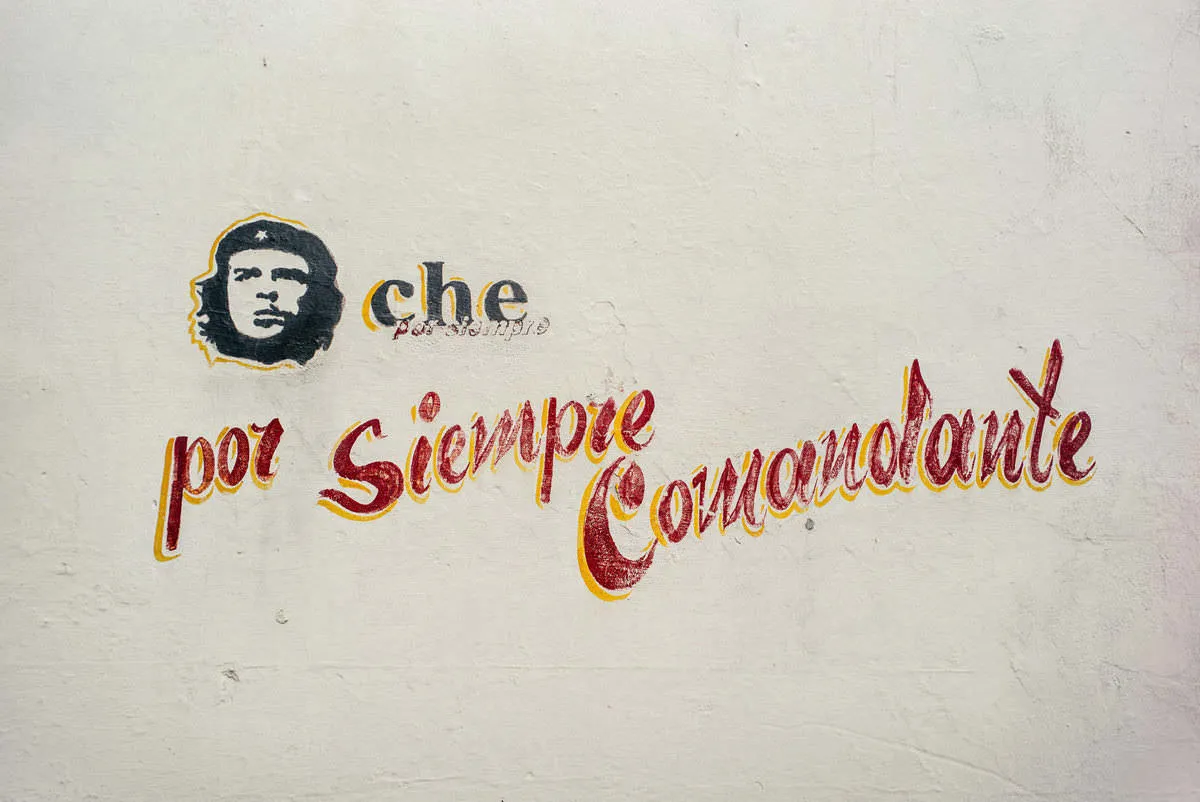 che
por siempre
por Siempre
Comandante